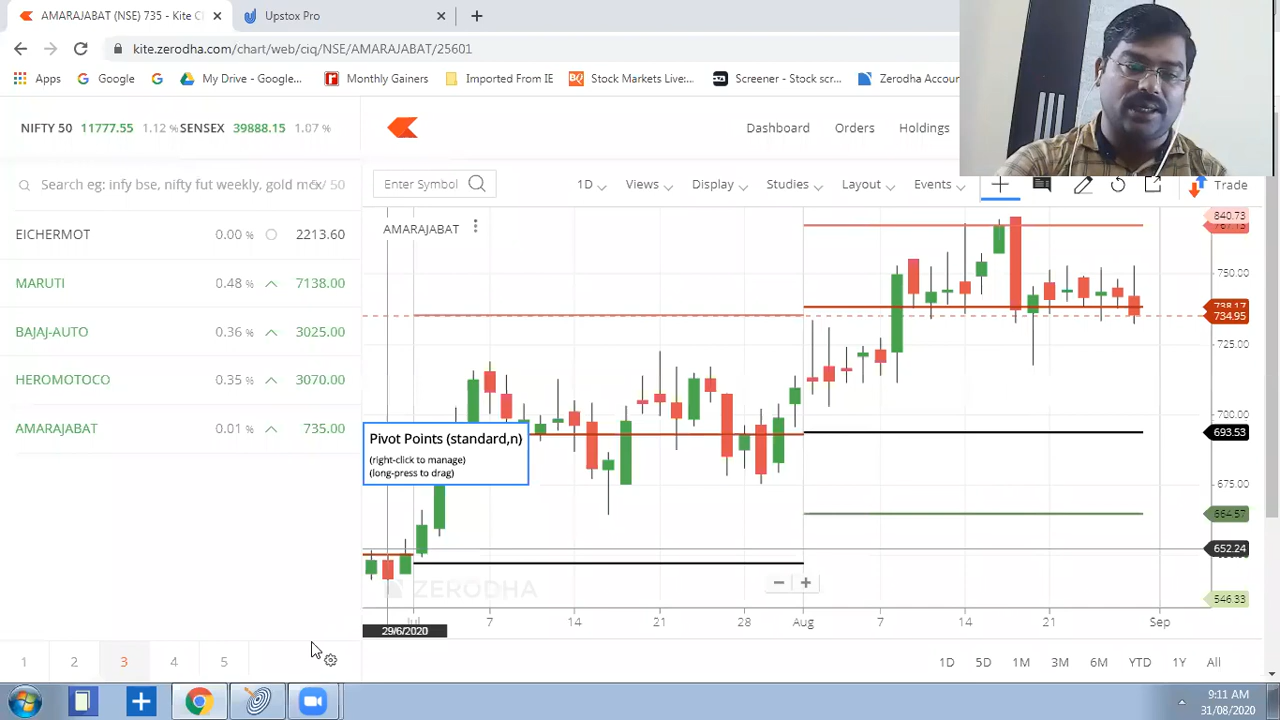 AMARAJABAT (NSE) 735 - Kite C
Upstox Pro
kite.zerodha.com/chart/web/ciq/NSE/AMARAJABAT/25601
Apps
Google
My Drive - Google...
Monthly Gainers
Imported From IE
BQ
Stock Markets Live:...
Screener - Stock scr...
Zerodha Accou
NIFTY 50 11777.55 1.12 % SENSEX 39888.15 1.07 %
Dashboard
Orders
Holdings
Search eg: infy bse, nifty fut weekly, gold mcx
Enter Symbol
1D
Views
Display
Studies
Layout
Events
Trade
EICHERMOT 0.00 % 2213.60
MARUTI 0.48 % 7138.00
BAJAJ-AUTO 0.36 % 3025.00
HEROMOTOCO 0.35 % 3070.00
AMARAJABAT 0.01 % 735.00
AMARAJABAT
Pivot Points (standard,n)
(right-click to manage)
(long-press to drag)
ZERODHA
840.73
750.00
734.95
725.00
700.00
693.53
675.00
664.57
652.24
546.33
29/6/2020
7
14
21
28
Aug
7
14
21
Sep
1 2 3 4 5
1D 5D 1M 3M 6M YTD 1Y All
9:11 AM
31/08/2020